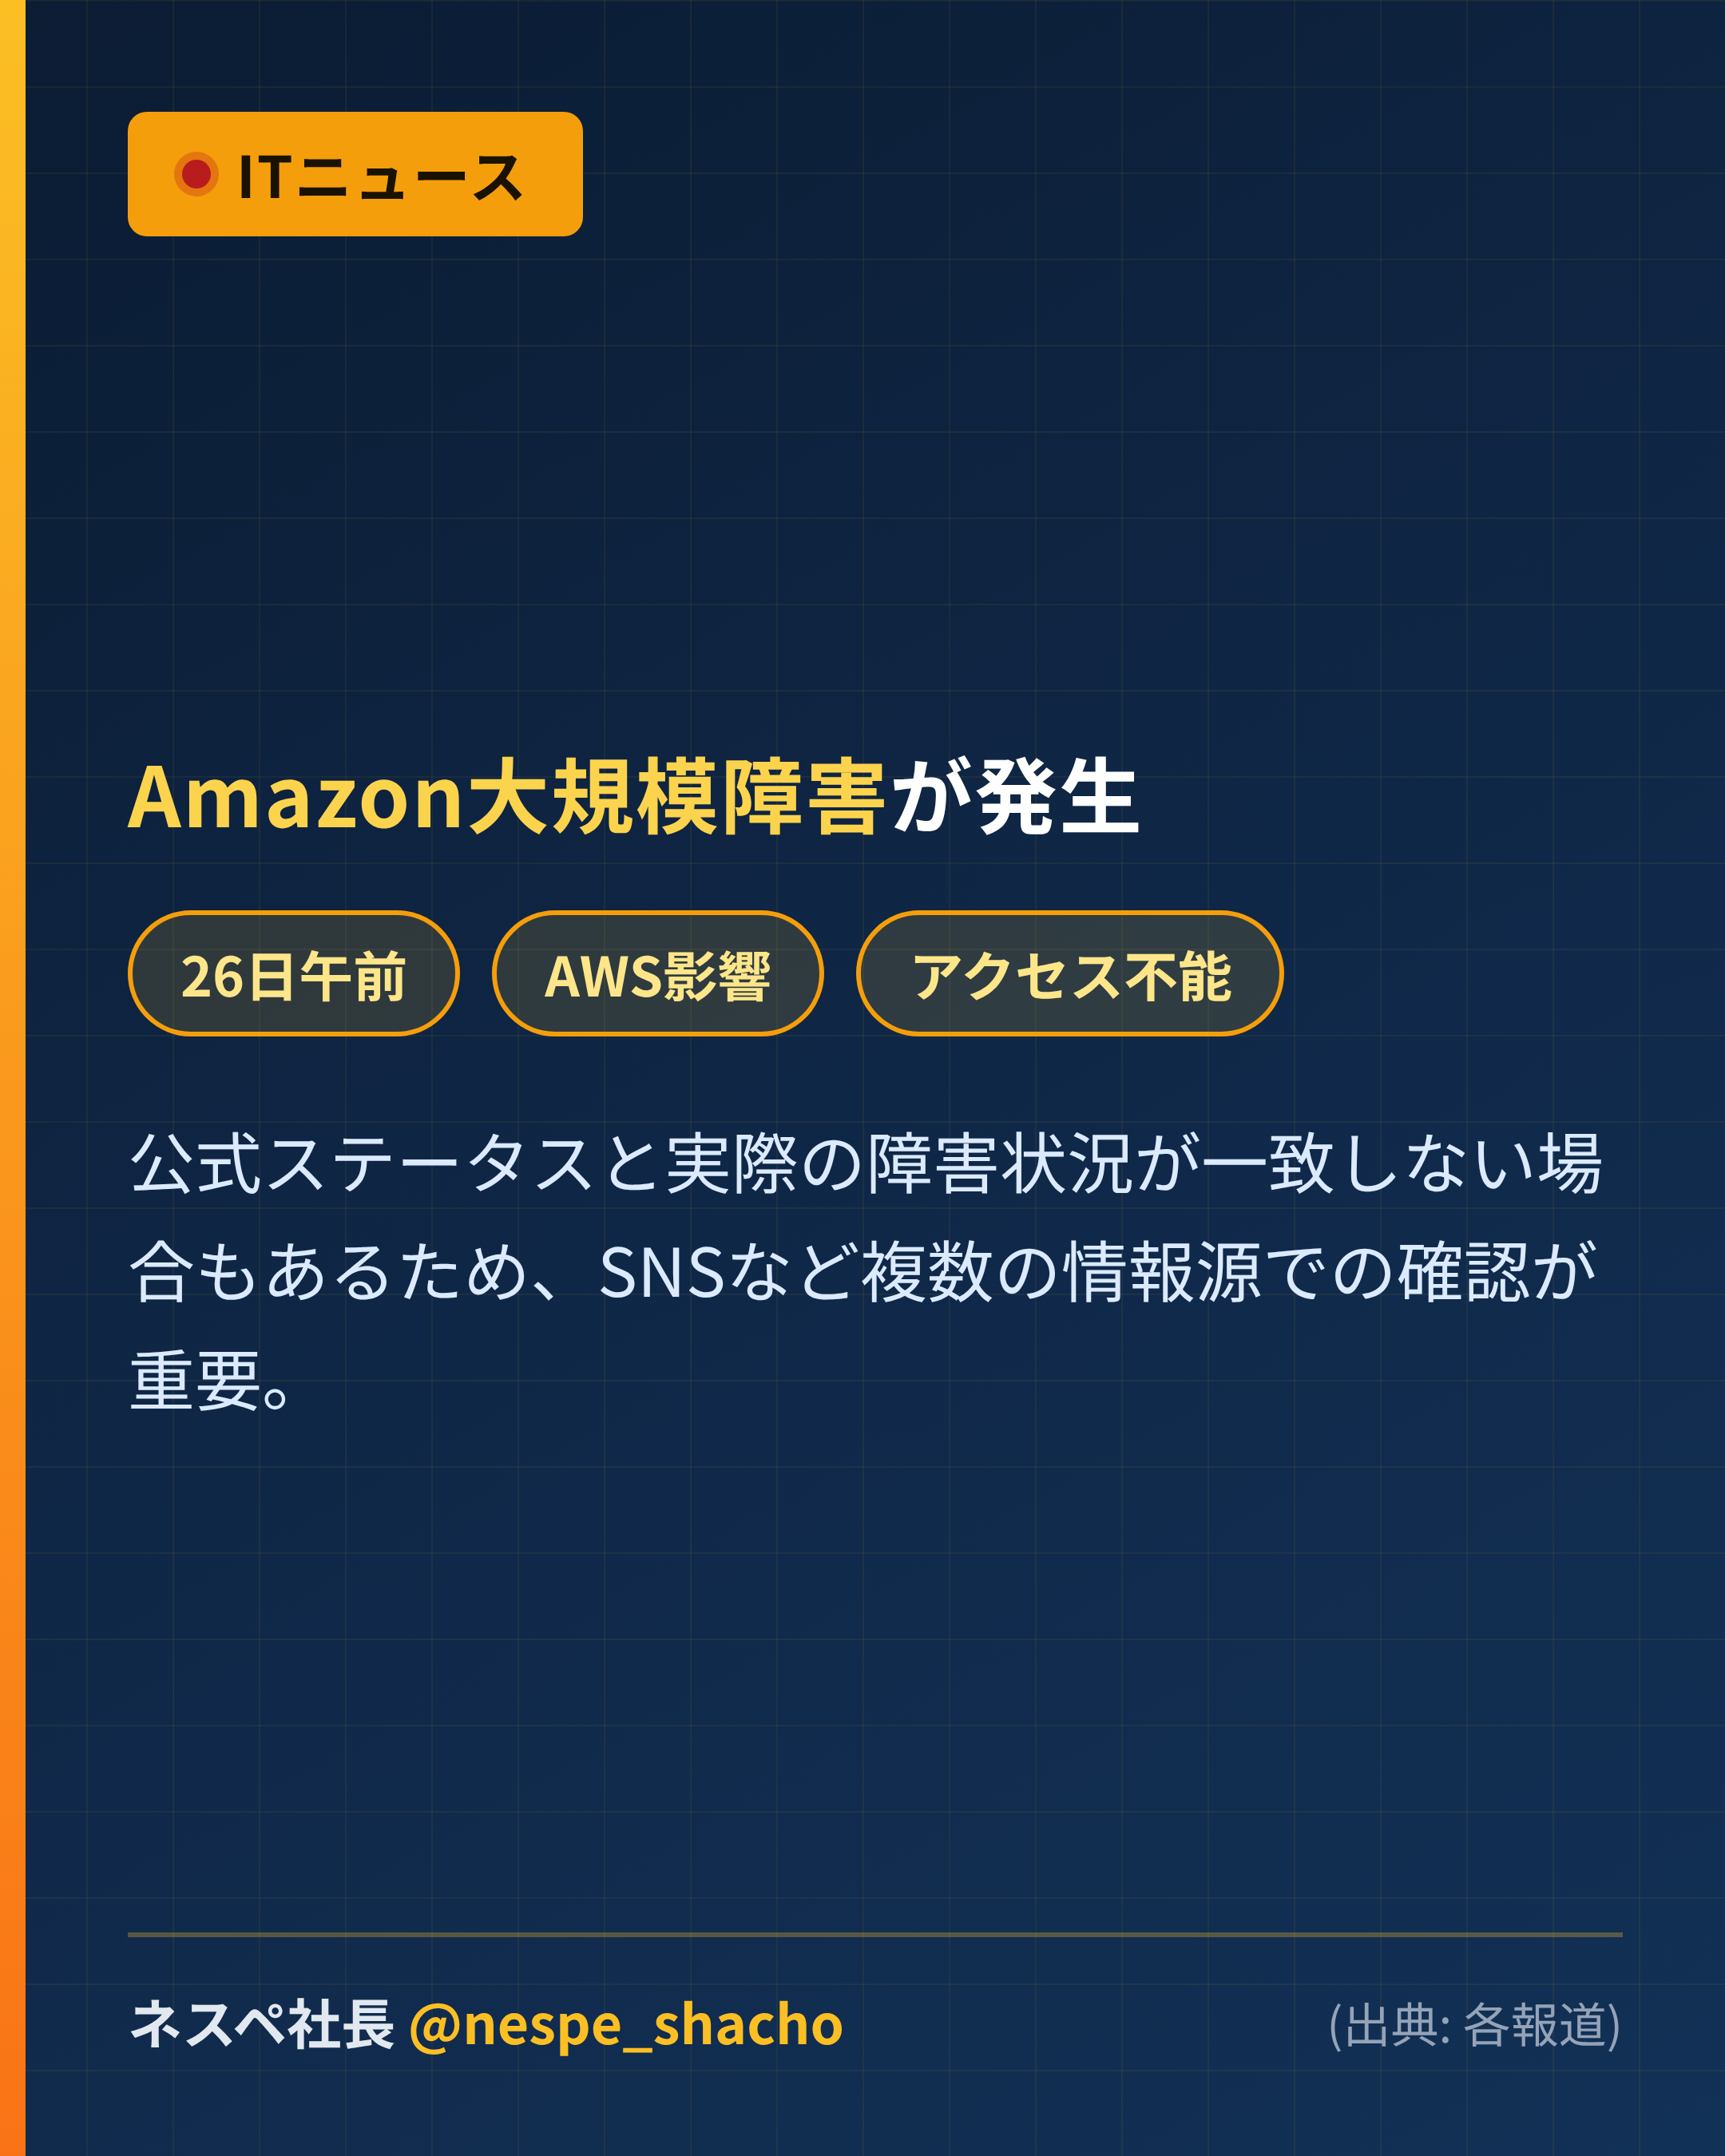 ITニュース
Amazon大規模障害が発生
26日午前 AWS影響 アクセス不能
公式ステータスと実際の障害状況が一致しない場
合もあるため、SNSなど複数の情報源での確認が
重要。
ネスペ社長 @nespe_shacho (出典: 各報道)